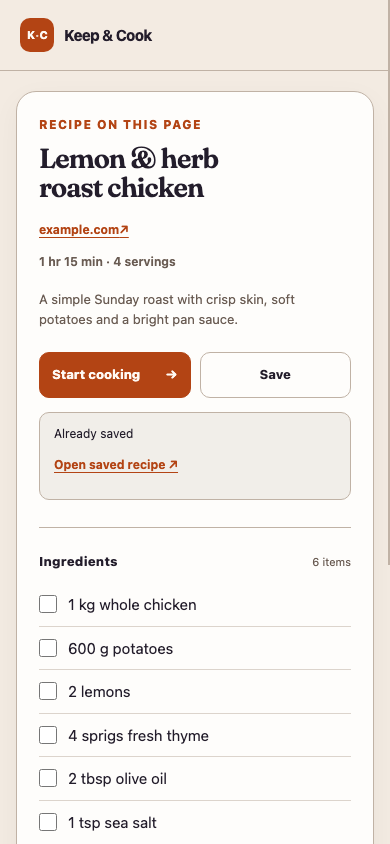 K·C
Keep & Cook
RECIPE ON THIS PAGE
Lemon & herb
roast chicken
example.com↗
1 hr 15 min · 4 servings
A simple Sunday roast with crisp skin, soft
potatoes and a bright pan sauce.
Start cooking →
Save
Already saved
Open saved recipe ↗
Ingredients
6 items
1 kg whole chicken
600 g potatoes
2 lemons
4 sprigs fresh thyme
2 tbsp olive oil
1 tsp sea salt